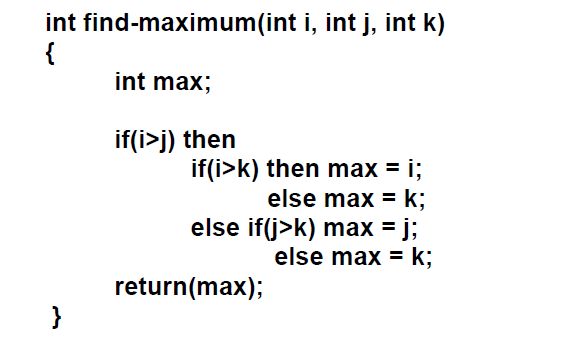 int find-maximum(int i, int j, int k)
{
int max;
if(i>j) then
if(i>k) then max = i;
else max = k;
else if(j>k) max = j;
else max = k;
return(max);
}